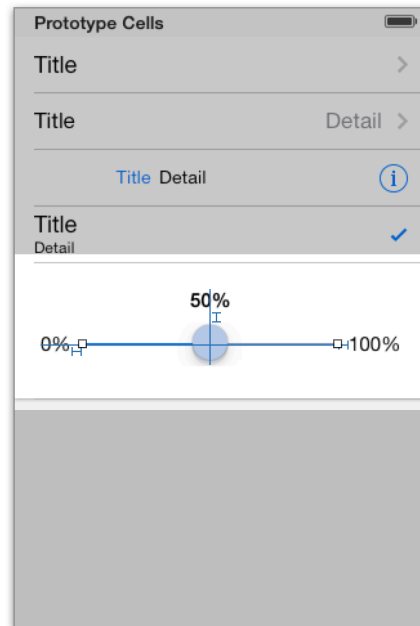 Prototype Cells
Title
Title Detail
Title Detail
Title
Detail
50%
0% 100%